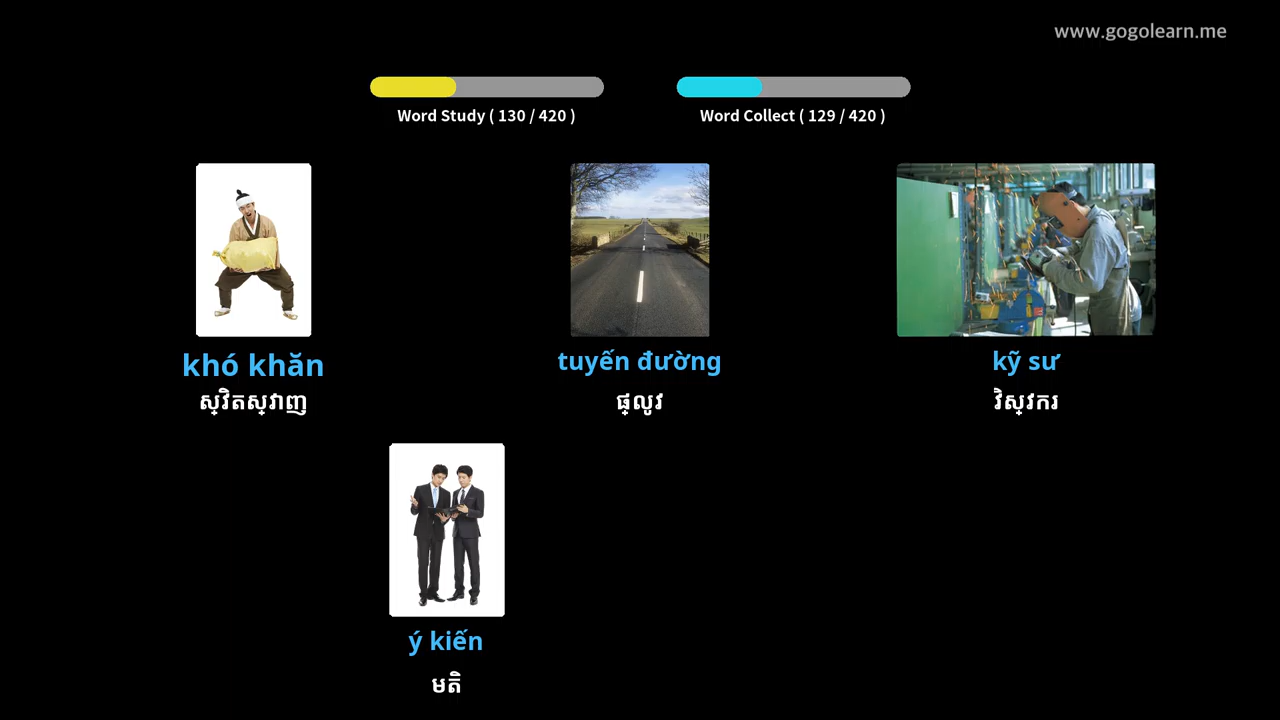 www.gogolearn.me
Word Study ( 130 / 420 )
Word Collect ( 129 / 420 )
khó khăn
ស្វិតស្វាញ
tuyến đường
ផ្លូវ
kỹ sư
វិស្វករ
ý kiến
មតិ